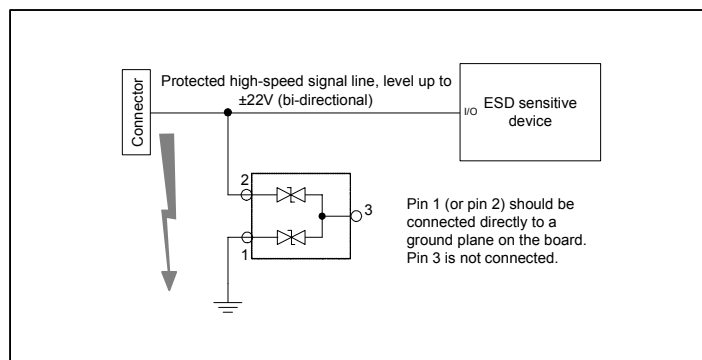 Connector
Protected high-speed signal line, level up to
±22V (bi-directional)
I/O
ESD sensitive
device
2
3
1
Pin 1 (or pin 2) should be
connected directly to a
ground plane on the board.
Pin 3 is not connected.